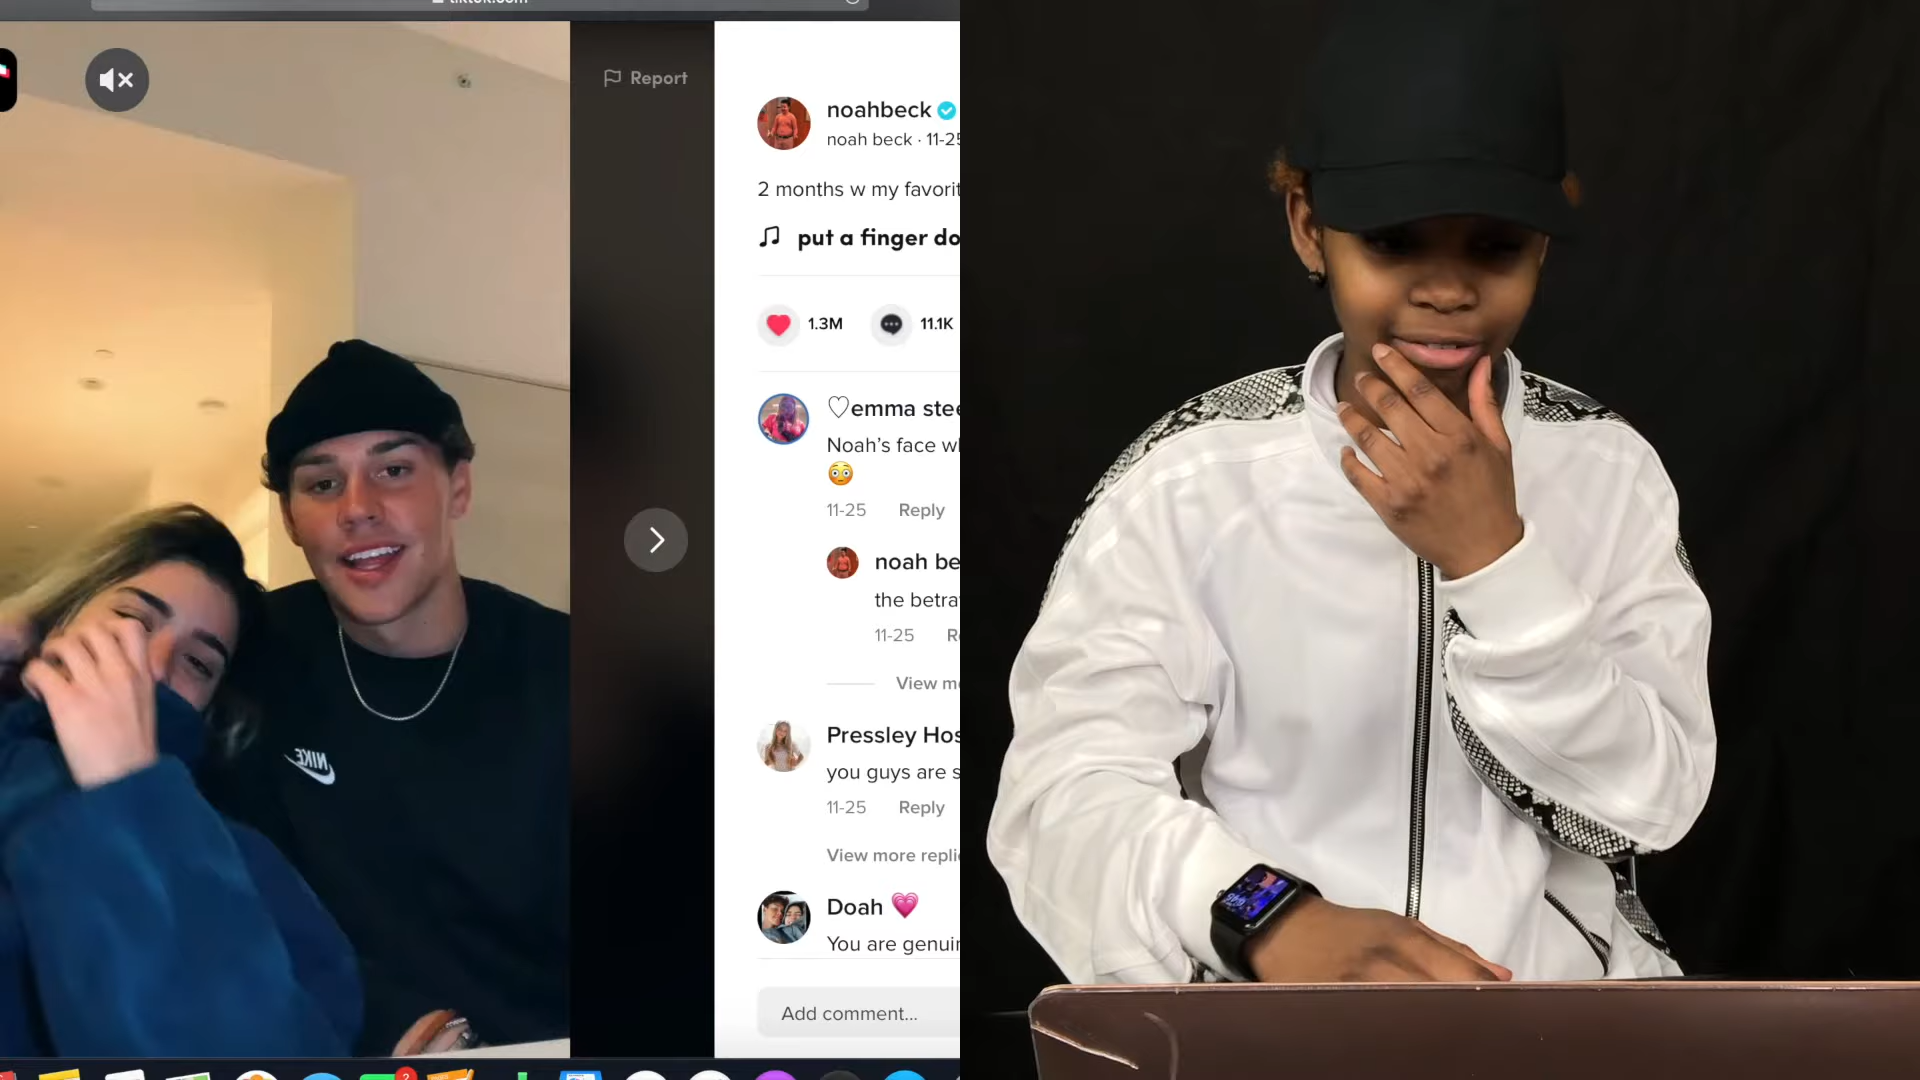 Report
noahbeck
noah beck · 11-25
2 months w my favorit
put a finger do
1.3M
11.1K
♡emma stee
Noah's face w
😳
11-25 Reply
noah be
the betra
11-25 R
View m
Pressley Hos
you guys are s
11-25 Reply
View more repli
Doah 💗
You are genui
Add comment...
NIKE
2